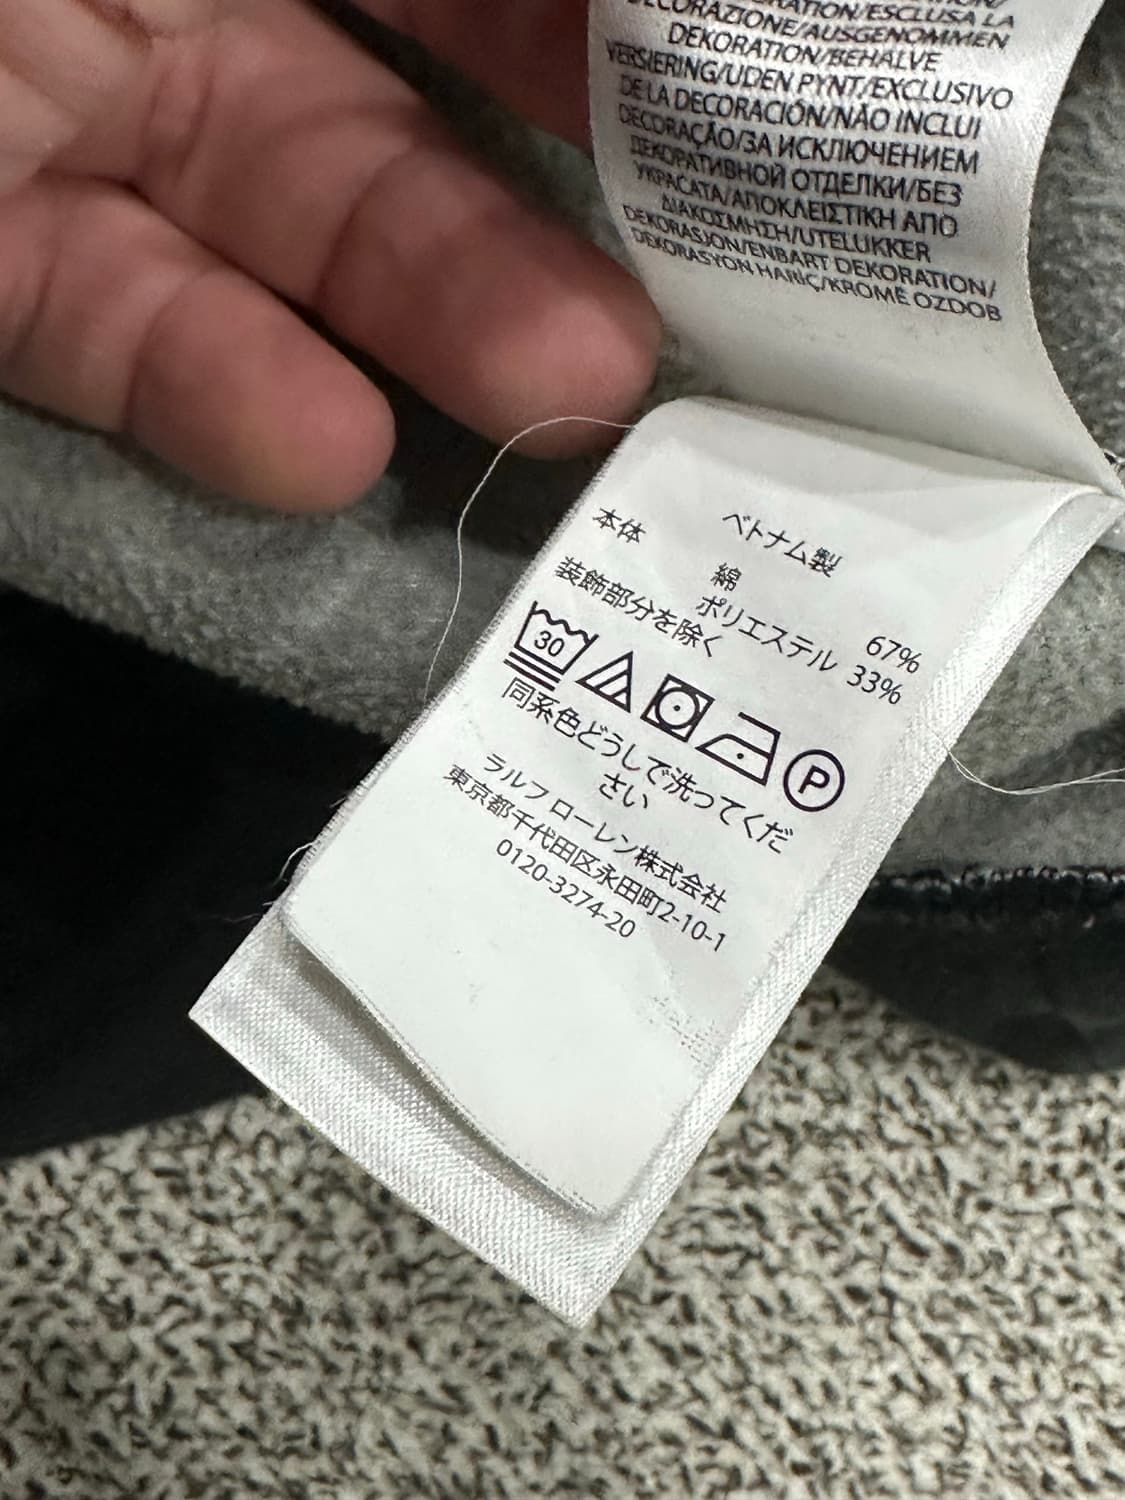 DECORAZIONE/AUSGENOMMEN
DEKORATION/BEHALVE
VERSIERING/UDEN PYNT/EXCLUSIVO
DE LA DECORACIÓN/NÃO INCLUI
DECORAÇÃO/ЗА ИСКЛЮЧЕНИЕМ
ДЕКОРАТИВНОЙ ОТДЕЛКИ/БЕЗ
УКРАСАТА/ΑΠΟΚΛΕΙΣΤΙΚΗ ΑΠΟ
ΔΙΑΚΟΣΜΗΣΗ/UTELUKKER
DEKORASJON/ENBART DEKORATION/
DEKORASYON HARİÇ/KROMĚ OZDOB
ベトナム製
本体
綿 67%
ポリエステル 33%
装飾部分を除く
30 P
同系色どうしで洗ってくだ
さい
ラルフ ローレン株式会社
東京都千代田区永田町2-10-1
0120-3274-20